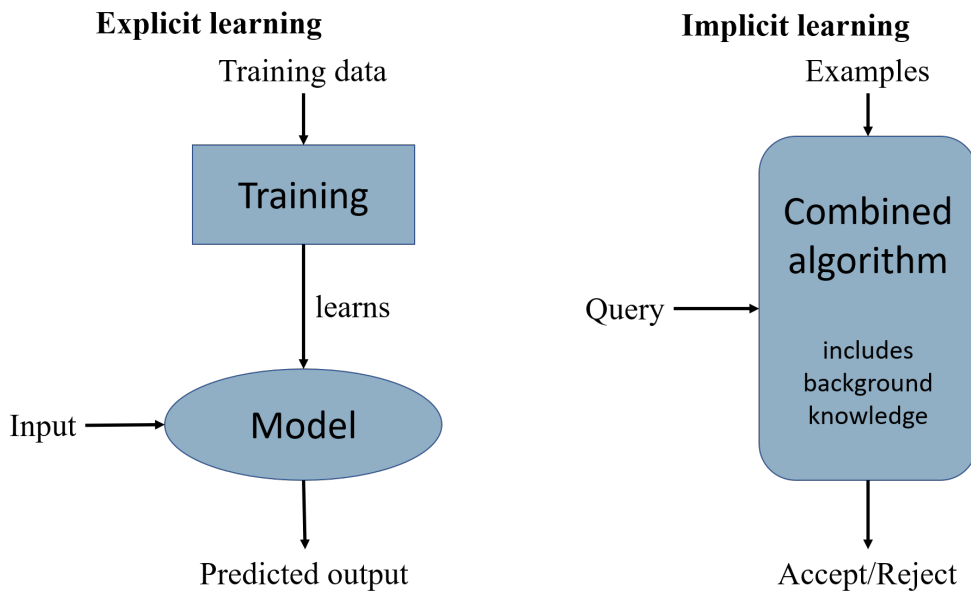 Explicit learning
Training data
Training
learns
Input
Model
Predicted output
Implicit learning
Examples
Combined
algorithm
Query
includes
background
knowledge
Accept/Reject